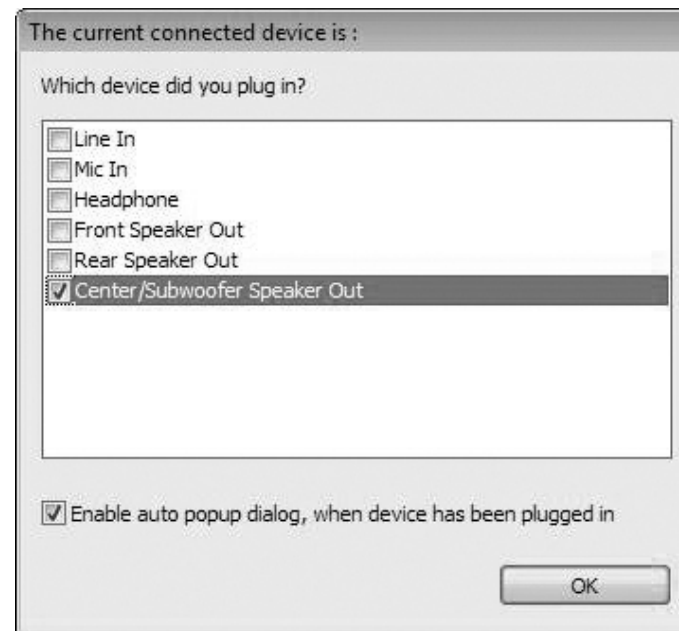 The current connected device is :
Which device did you plug in?
Line In
Mic In
Headphone
Front Speaker Out
Rear Speaker Out
Center/Subwoofer Speaker Out
Enable auto popup dialog, when device has been plugged in
OK